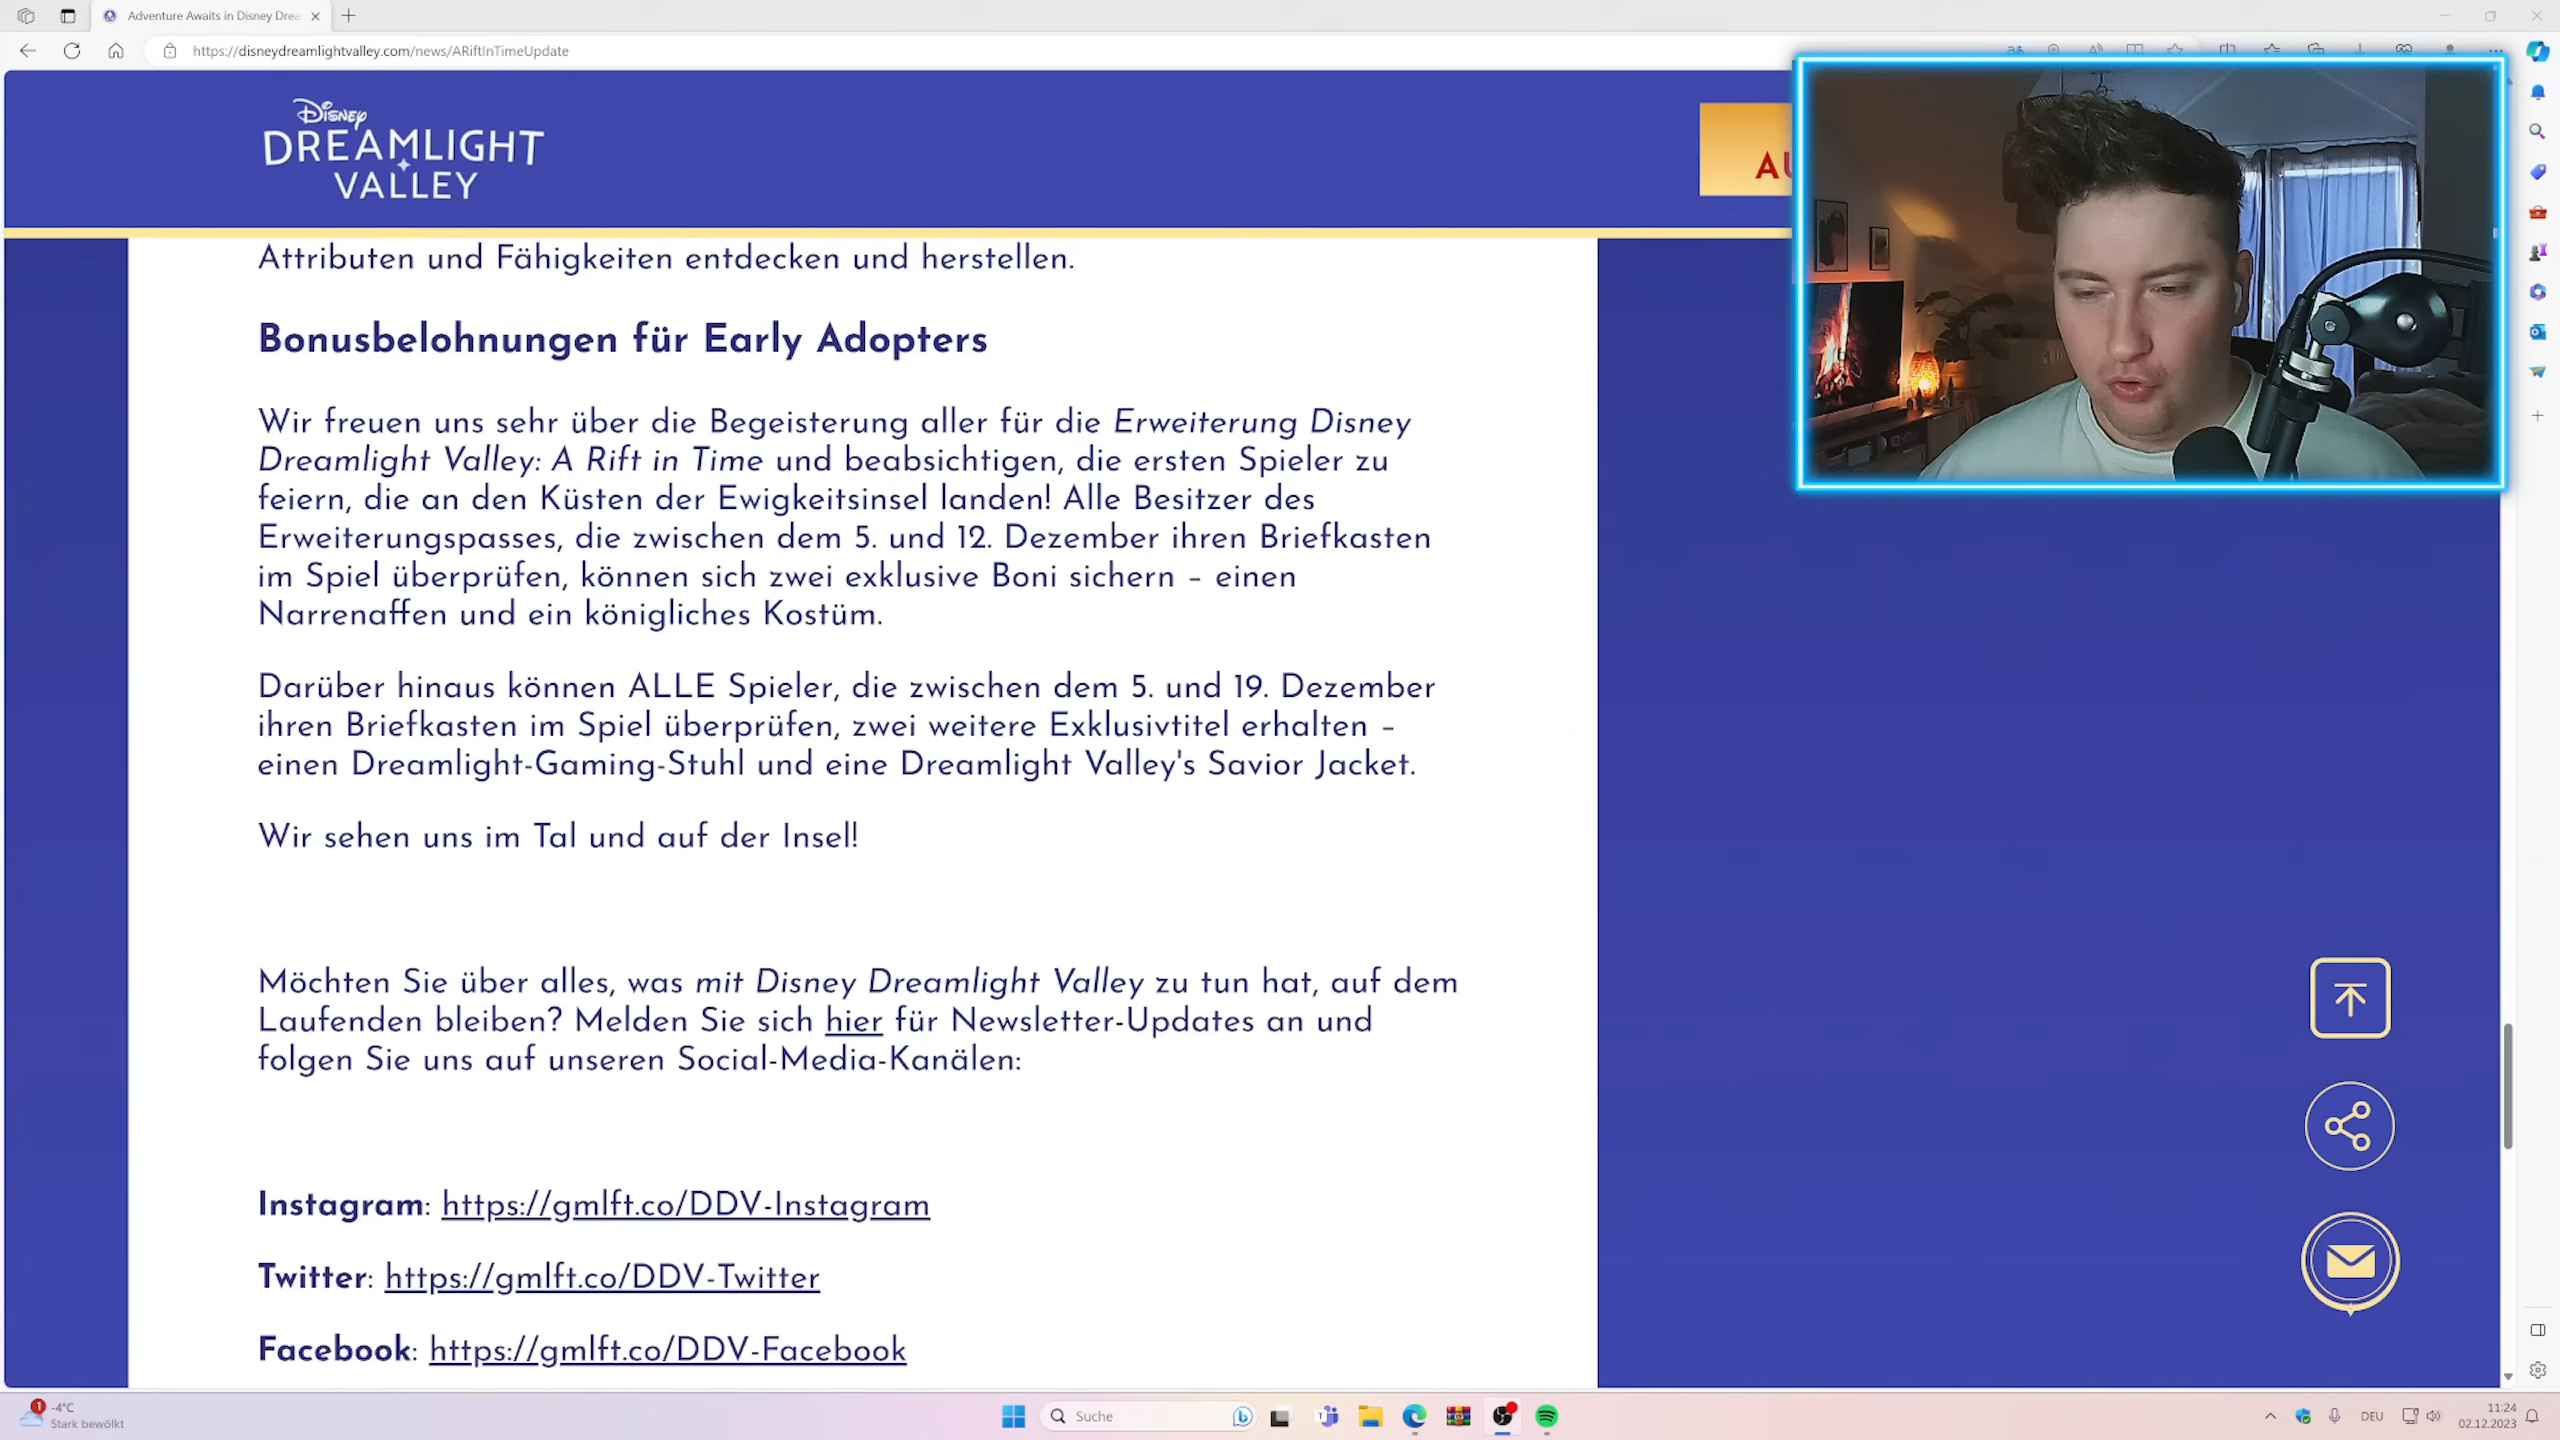 Adventure Awaits in Disney Drea
https://disneydreamlightvalley.com/news/ARiftInTimeUpdate
Disney
DREAMLIGHT
VALLEY
Attributen und Fähigkeiten entdecken und herstellen.
Bonusbelohnungen für Early Adopters
Wir freuen uns sehr über die Begeisterung aller für die Erweiterung Disney
Dreamlight Valley: A Rift in Time und beabsichtigen, die ersten Spieler zu
feiern, die an den Küsten der Ewigkeitsinsel landen! Alle Besitzer des
Erweiterungspasses, die zwischen dem 5. und 12. Dezember ihren Briefkasten
im Spiel überprüfen, können sich zwei exklusive Boni sichern – einen
Narrenaffen und ein königliches Kostüm.
Darüber hinaus können ALLE Spieler, die zwischen dem 5. und 19. Dezember
ihren Briefkasten im Spiel überprüfen, zwei weitere Exklusivtitel erhalten –
einen Dreamlight-Gaming-Stuhl und eine Dreamlight Valley's Savior Jacket.
Wir sehen uns im Tal und auf der Insel!
Möchten Sie über alles, was mit Disney Dreamlight Valley zu tun hat, auf dem
Laufenden bleiben? Melden Sie sich hier für Newsletter-Updates an und
folgen Sie uns auf unseren Social-Media-Kanälen:
Instagram: https://gmlft.co/DDV-Instagram
Twitter: https://gmlft.co/DDV-Twitter
Facebook: https://gmlft.co/DDV-Facebook
1
-4°C
Stark bewölkt
Suche
DEU
11:24
02.12.2023